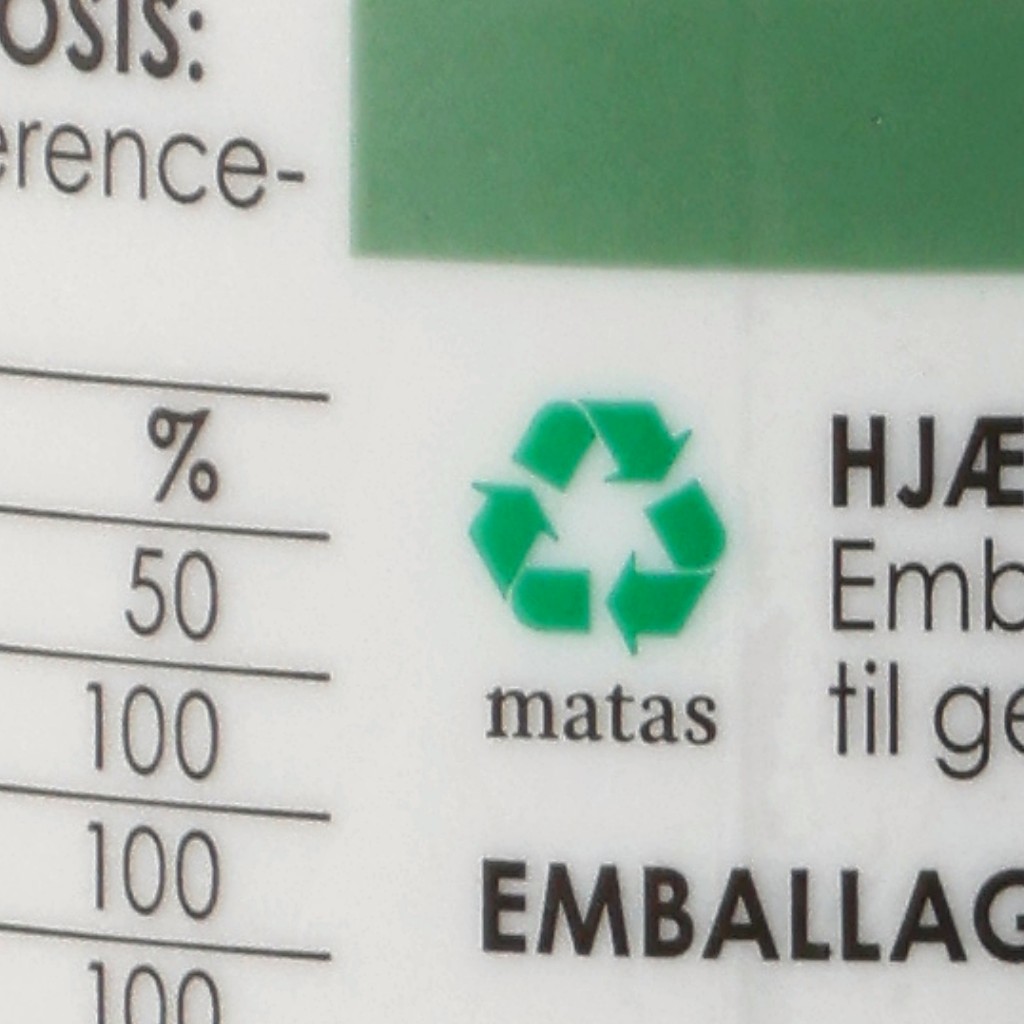 OSIS:
erence-
%
50
100
100
100
matas
HJÆ
Emb
til ge
EMBALLAG